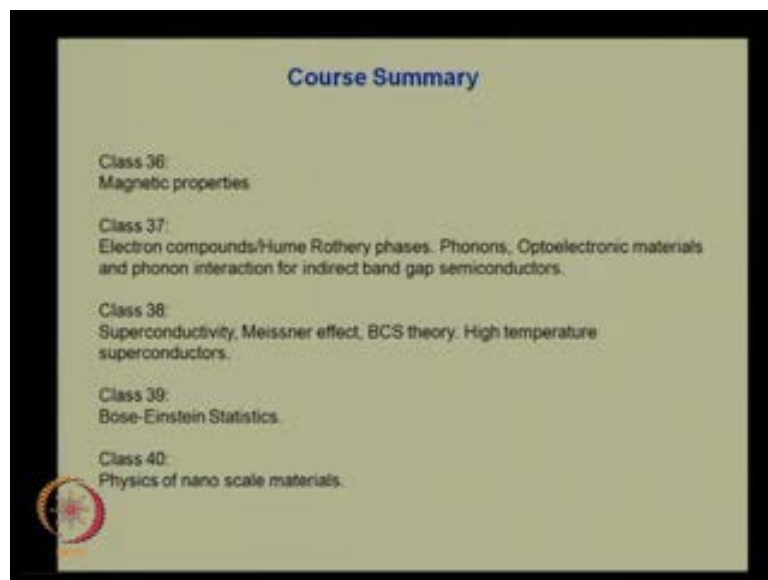 Course Summary
Class 36:
Magnetic properties
Class 37:
Electron compounds/Hume Rothery phases. Phonons, Optoelectronic materials
and phonon interaction for indirect band gap semiconductors.
Class 38:
Superconductivity, Meissner effect, BCS theory. High temperature
superconductors.
Class 39:
Bose-Einstein Statistics.
Class 40:
Physics of nano scale materials.